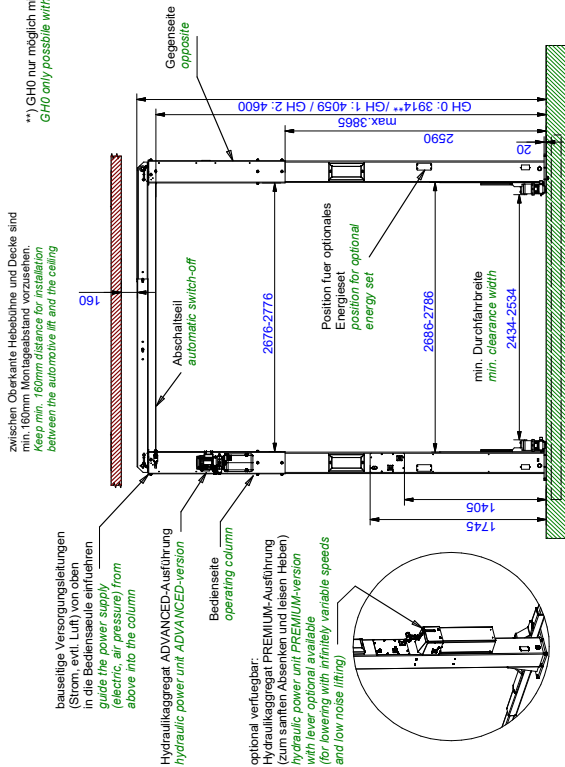 **) GH0 nur möglich m
GH0 only possbile with
zwischen Oberkante Hebebühne und Decke sind
min.160mm Montageabstand vorzusehen.
Keep min. 160mm distance for installation
between the automotive lift and the ceiling
160
Gegenseite
opposite
bauseitige Versorgungsleitungen
(Strom, evtl. Luft) von oben
in die Bediensaeule einfuehren
guide the power supply
(electric, air pressure) from
above into the column
Abschaltseil
automatic switch-off
GH 0: 3914** / GH 1: 4059 / GH 2: 4600
max.3865
2590
20
2676-2776
Hydraulikaggregat ADVANCED-Ausführung
hydraulic power unit ADVANCED-version
Bedienseite
operating column
Position fuer optionales
Energieset
position for optional
energy set
2686-2786
min. Durchfahrbreite
min. clearance width
2434-2534
1405
1745
optional verfuegbar:
Hydraulikaggregat PREMIUM-Ausführung
(zum sanften Absenken und leisen Heben)
hydraulic power unit PREMIUM-version
with lever optional available
(for lowering with infinitely variable speeds
and low noise lifting)